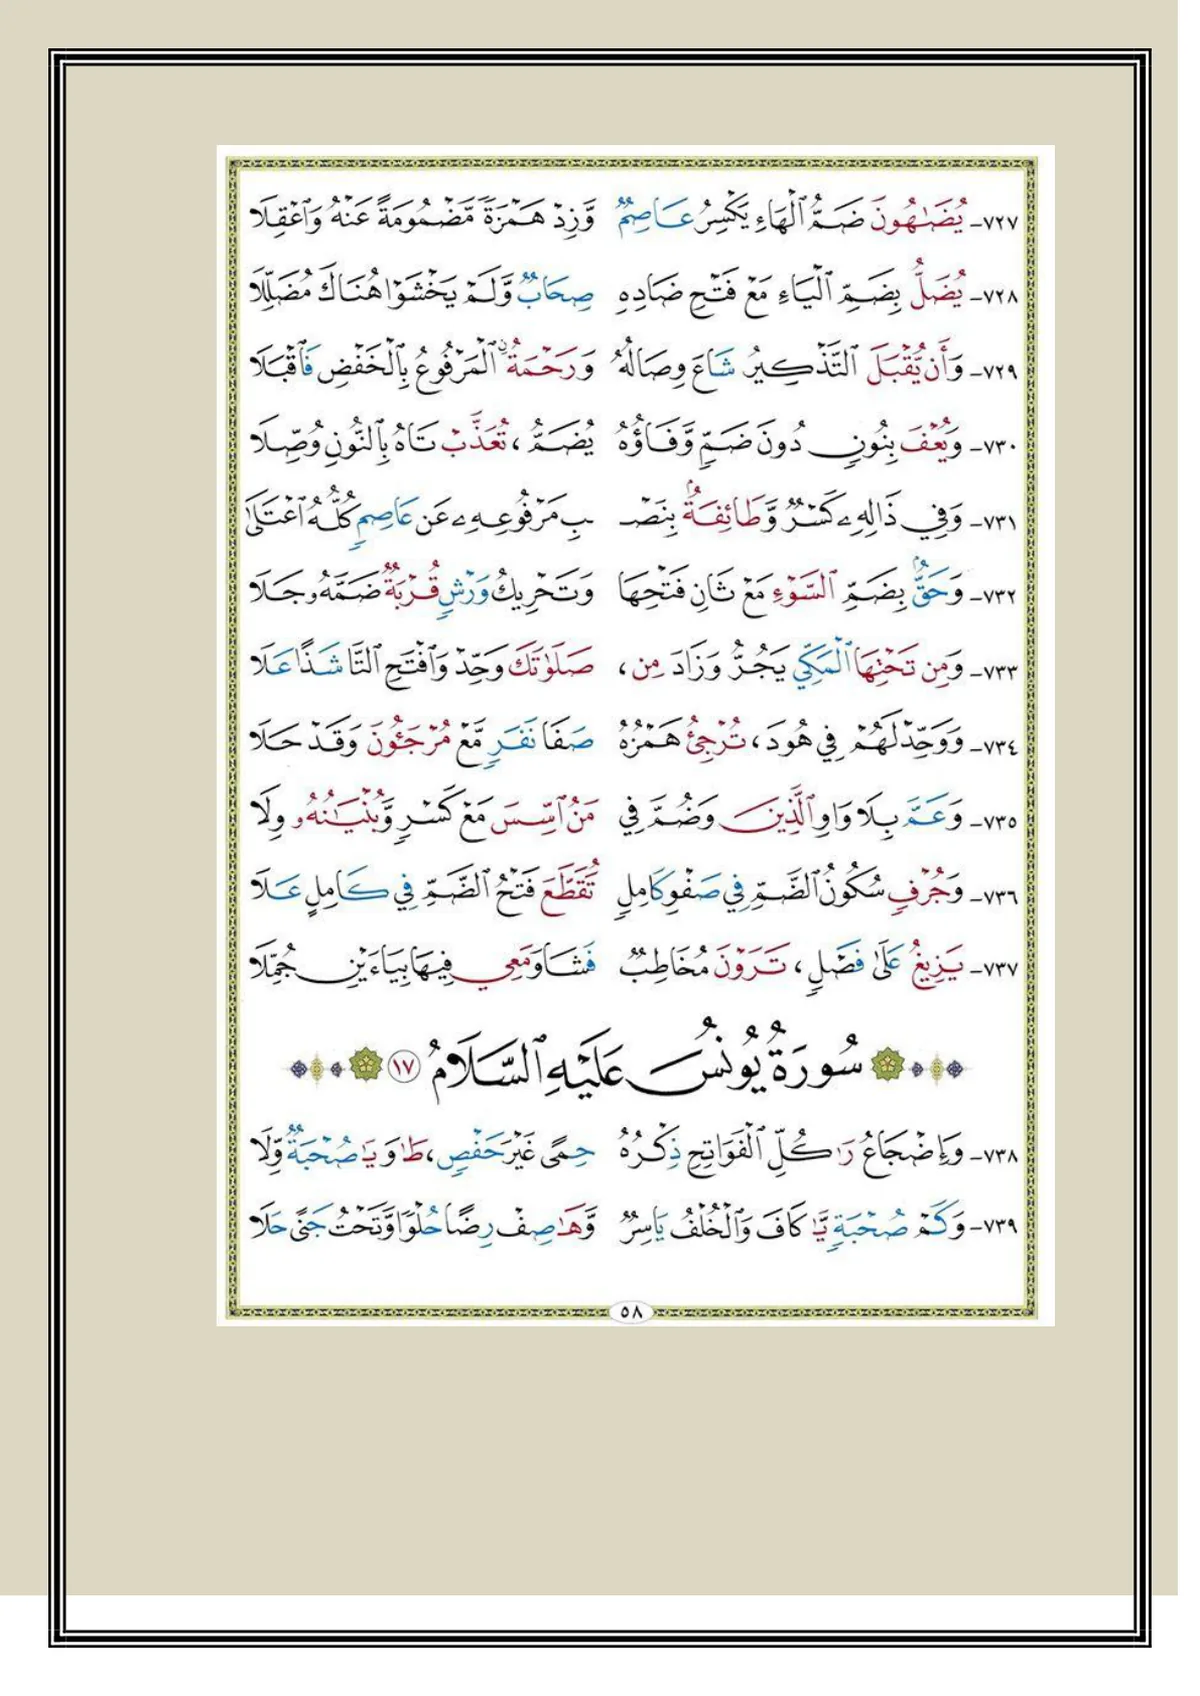 ٧٢٧- يُضَٰهُونَ ضَمُّ الْهَاءِ يَكْسِرُ عَاصِمٌ وَّزِدْ هَمْزَةً مَّضْمُومَةً عَنْهُ وَاعْقِلَا
٧٢٨- يُضَلُّ بِضَمِّ الْيَاءِ مَعْ فَتْحِ ضَادِهِ صِحَابٌ وَّلَمْ يَخْشَوْا هُنَاكَ مُضَلِّلَا
٧٢٩- وَأَن يُّقْبَلَ التَّذْكِيرُ شَاعَ وِصَالُهُ وَرَحْمَةٌ الْمَرْفُوعُ بِالْخَفْضِ فَاقْبَلَا
٧٣٠- وَيُعْفَ بِنُونٍ دُونَ ضَمٍّ وَّفَاؤُهُ يُضَمُّ، تُعَذَّبْ تَاهُ بِالنُّونِ وُصِّلَا
٧٣١- وَفِي ذَالِهِ كَسْرٌ وَّطَائِفَةٌ بِنَصْـ ـبِ مَرْفُوعِهِ عَن عَاصِمٍ كُلُّهُ اعْتَلَىٰ
٧٣٢- وَحَقٌّ بِضَمِّ السَّوْءِ مَعْ ثَانِ فَتْحِهَا وَتَحْرِيكُ وَرْشٍ قُرْبَةٌ ضَمُّهُ جَلَا
٧٣٣- وَمِن تَحْتِهَا الْمَكِّي يَجُرُّ وَزَادَ مِن، صَلَوٰتَكَ وَحِّدْ وَافْتَحِ التَّا شَذًا عَلَا
٧٣٤- وَوَحِّدْ لَهُمْ فِي هُودَ، تُرْجِئُ هَمْزُهُ صَفَا نَفَرٍ مَّعْ مُرْجَئُونَ وَقَدْ حَلَا
٧٣٥- وَعَمَّ بِلَا وَاوِ الَّذِينَ وَضُمَّ فِي مَنُ اسِّسَ مَعْ كَسْرٍ وَّبُنْيَـٰنُهُ وِلَا
٧٣٦- وَجُرْفٍ سُكُونُ الضَّمِّ فِي صَفْوِ كَامِلٍ تُقَطَّعَ فَتْحُ الضَّمِّ فِي كَامِلٍ عَلَا
٧٣٧- يَزِيغُ عَلَىٰ فَصْلٍ، تَرَوْنَ مُخَاطِبٌ فَشَا وَمَعِي فِيهَا بِيَاءَيْنِ جُمِّلَا
سُورَةُ يُونُسَ عَلَيْهِ السَّلَامُ ١٧
٧٣٨- وَإِضْجَاعُ رَا كُلِّ الْفَوَاتِحِ ذِكْرُهُ حِمًى غَيْرَ حَفْصٍ، طَا وَيَا صُحْبَةٌ وِّلَا
٧٣٩- وَكَمْ صُحْبَةٍ يَّا كَافَ وَالْخُلْفُ يَاسِرٌ وَّهَا صِفْ رِضًا حُلْوًا وَّتَحْتُ جَنًى حَلَا
٥٨